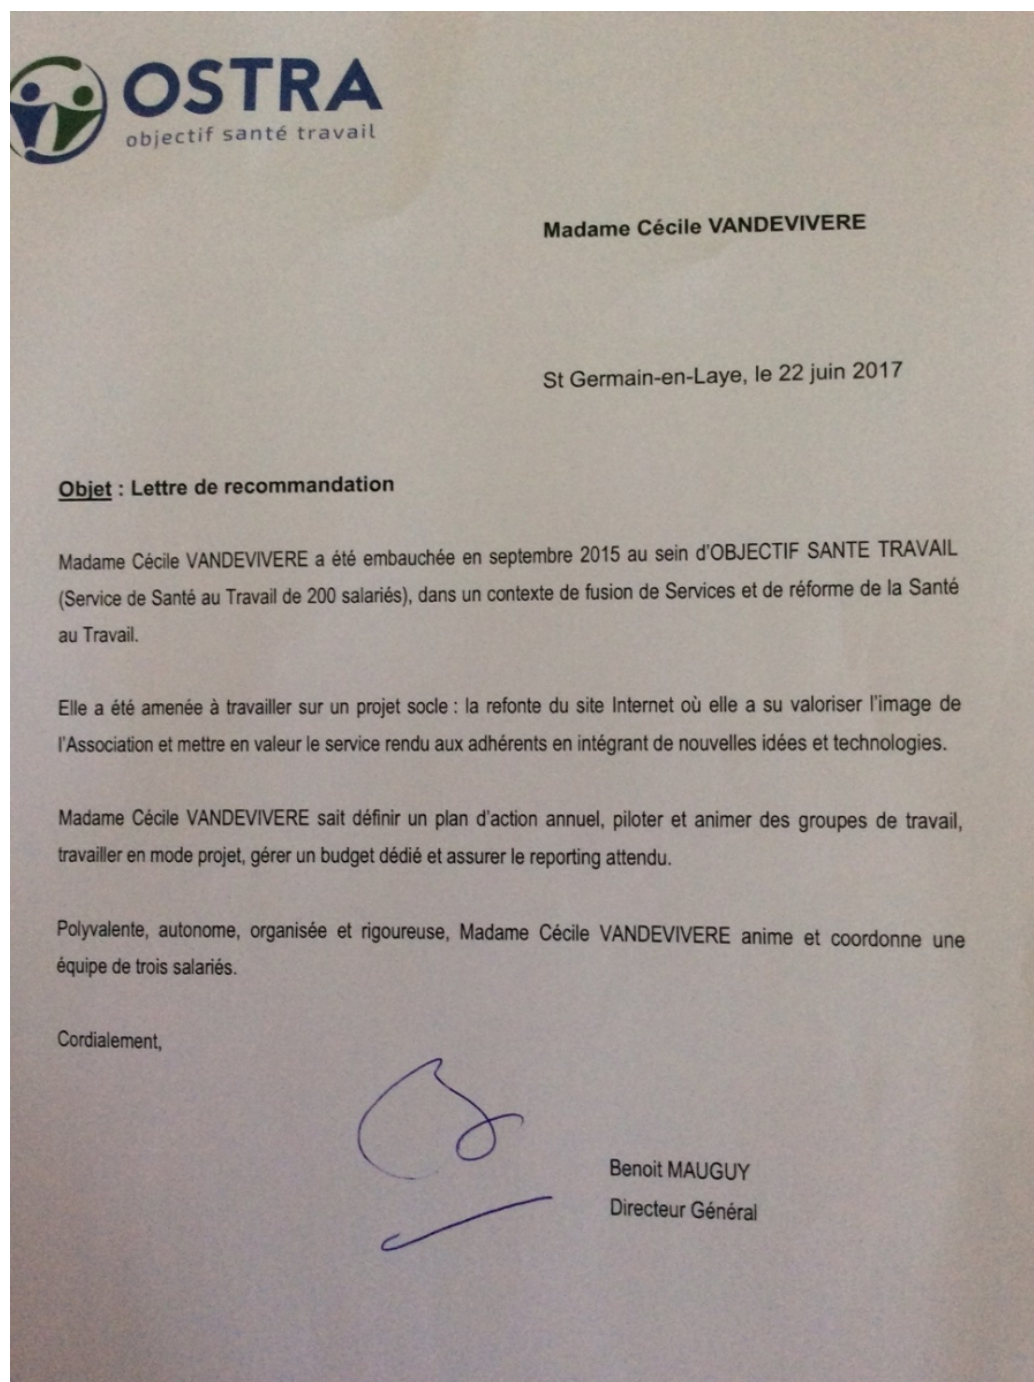 OSTRA
objectif santé travail
Madame Cécile VANDEVIVERE
St Germain-en-Laye, le 22 juin 2017
Objet : Lettre de recommandation
Madame Cécile VANDEVIVERE a été embauchée en septembre 2015 au sein d'OBJECTIF SANTE TRAVAIL
(Service de Santé au Travail de 200 salariés), dans un contexte de fusion de Services et de réforme de la Santé
au Travail.
Elle a été amenée à travailler sur un projet socle : la refonte du site Internet où elle a su valoriser l'image de
l'Association et mettre en valeur le service rendu aux adhérents en intégrant de nouvelles idées et technologies.
Madame Cécile VANDEVIVERE sait définir un plan d'action annuel, piloter et animer des groupes de travail,
travailler en mode projet, gérer un budget dédié et assurer le reporting attendu.
Polyvalente, autonome, organisée et rigoureuse, Madame Cécile VANDEVIVERE anime et coordonne une
équipe de trois salariés.
Cordialement,
Benoit MAUGUY
Directeur Général